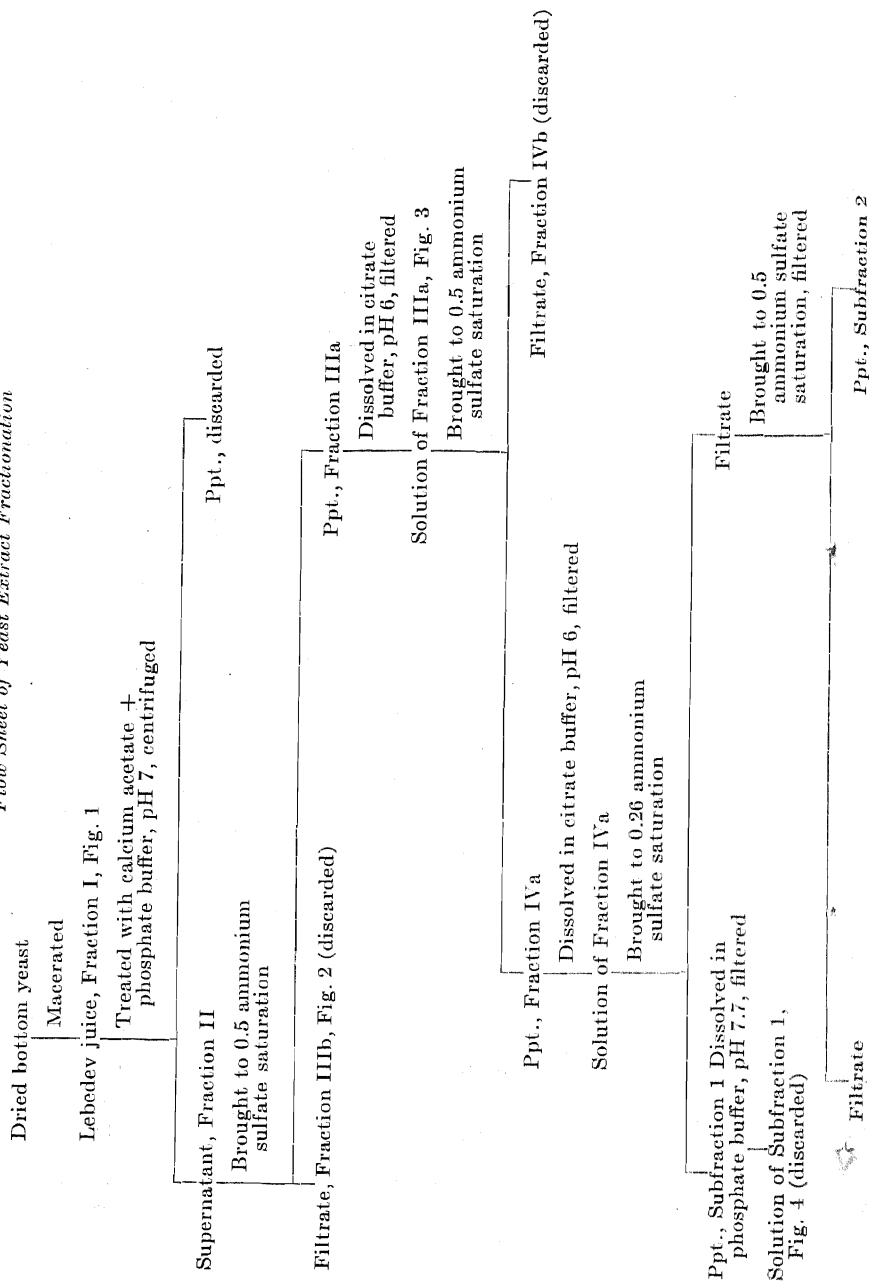 Flow Sheet of Yeast Extract Fractionation
Dried bottom yeast
Macerated
Lebedev juice, Fraction I, Fig. 1
Treated with calcium acetate +
phosphate buffer, pH 7, centrifuged
Supernatant, Fraction II
Ppt., discarded
Brought to 0.5 ammonium
sulfate saturation
Filtrate, Fraction IIIb, Fig. 2 (discarded)
Ppt., Fraction IIIa
Dissolved in citrate
buffer, pH 6, filtered
Solution of Fraction IIIa, Fig. 3
Brought to 0.5 ammonium
sulfate saturation
Ppt., Fraction IVa
Filtrate, Fraction IVb (discarded)
Dissolved in citrate buffer, pH 6, filtered
Solution of Fraction IVa
Brought to 0.26 ammonium
sulfate saturation
Ppt., Subfraction 1 Dissolved in
phosphate buffer, pH 7.7, filtered
Solution of Subfraction 1,
Fig. 4 (discarded)
Filtrate
Brought to 0.5
ammonium sulfate
saturation, filtered
Filtrate
Ppt., Subfraction 2